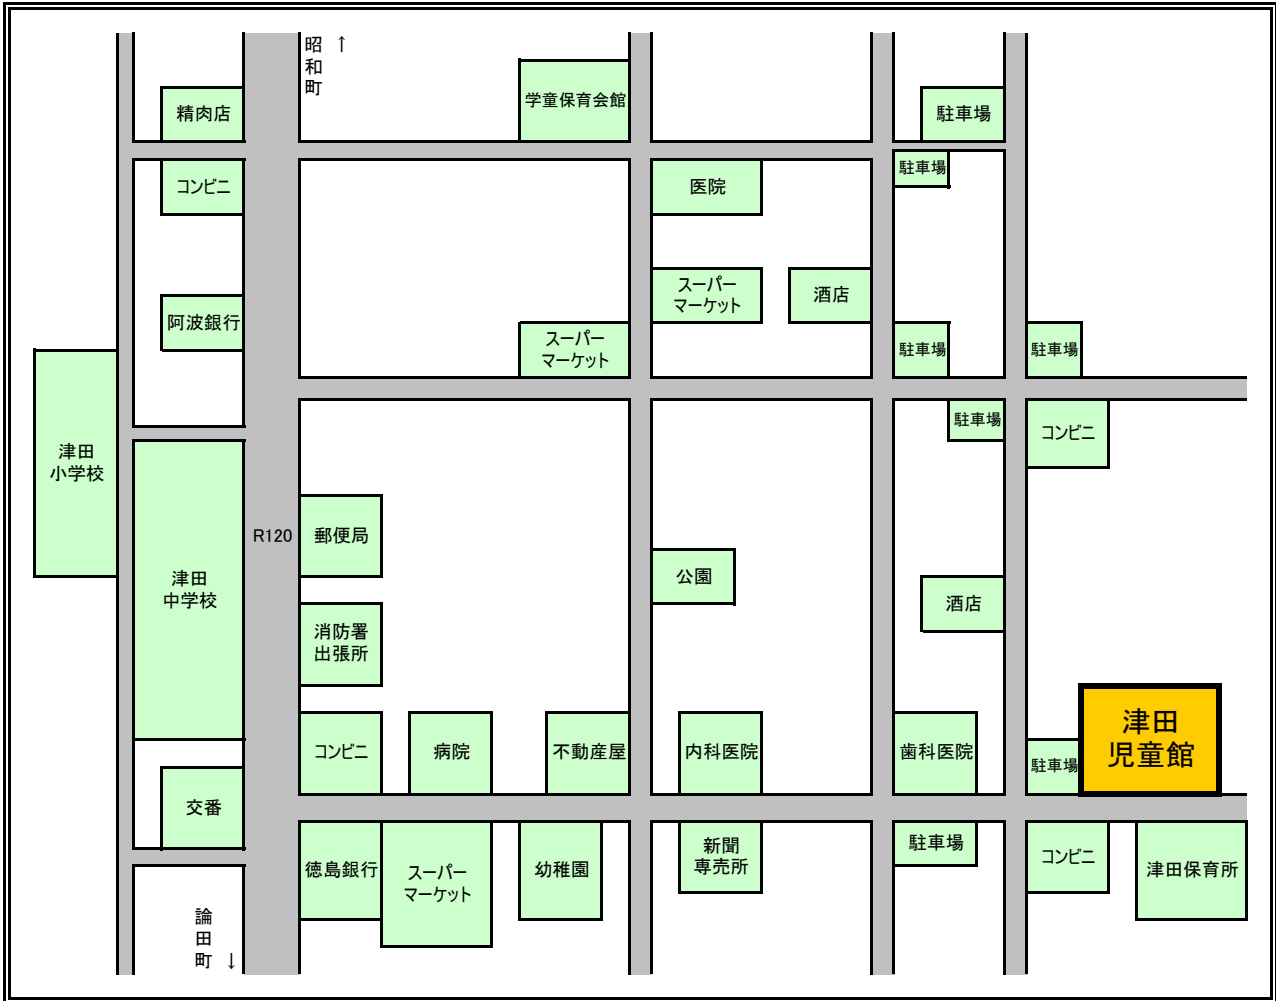 昭和町
↑
学童保育会館
精肉店
駐車場
コンビニ
医院
駐車場
スーパー
マーケット
酒店
阿波銀行
スーパー
マーケット
駐車場
駐車場
津田
小学校
駐車場
コンビニ
R120
郵便局
津田
中学校
公園
酒店
消防署
出張所
津田
児童館
コンビニ
病院
不動産屋
内科医院
歯科医院
駐車場
交番
徳島銀行
スーパー
マーケット
幼稚園
新聞
専売所
駐車場
コンビニ
津田保育所
論田町
↓